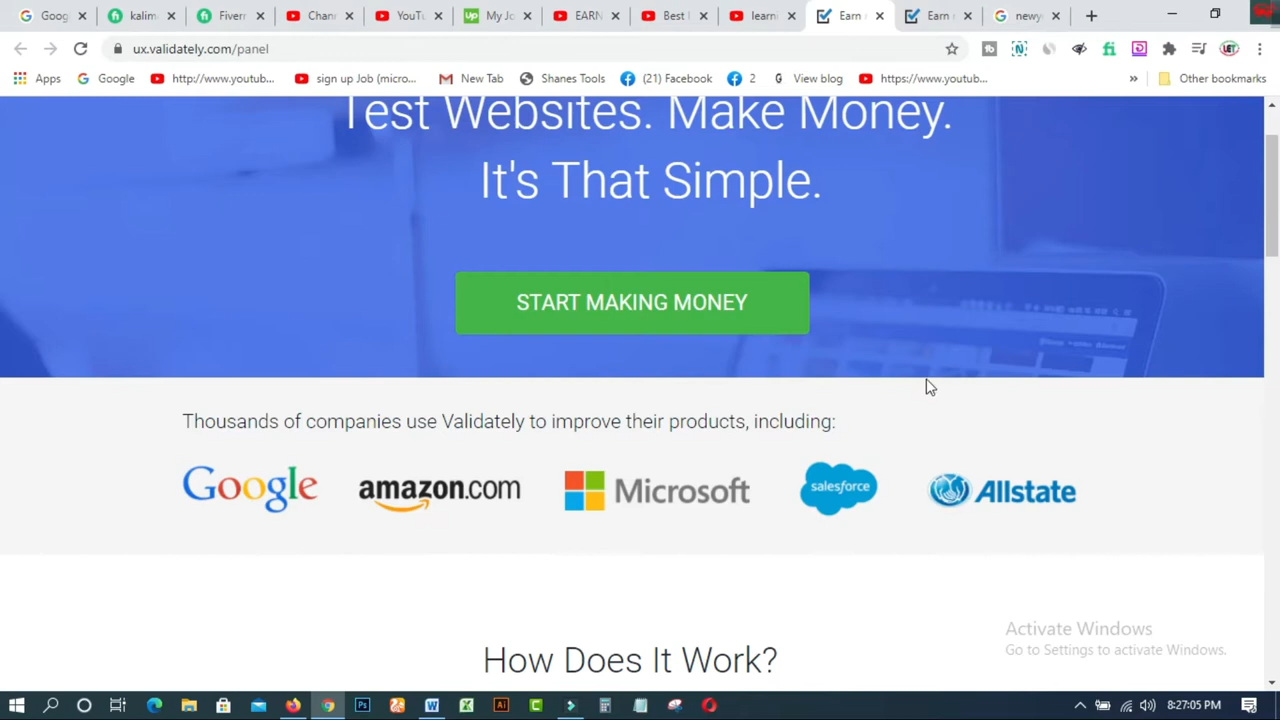 Goog
kalim
Fiverr
Chann
YouTu
My Jo
EARN
Best
learni
Earn
Earn
newy
ux.validately.com/panel
Apps
Google
http://www.youtub...
sign up Job (micro...
New Tab
Shanes Tools
(21) Facebook
2
View blog
https://www.youtub...
»
Other bookmarks
Test Websites. Make Money.
It's That Simple.
START MAKING MONEY
Thousands of companies use Validately to improve their products, including:
Google
amazon.com
Microsoft
salesforce
Allstate
Activate Windows
Go to Settings to activate Windows.
How Does It Work?
8:27:05 PM